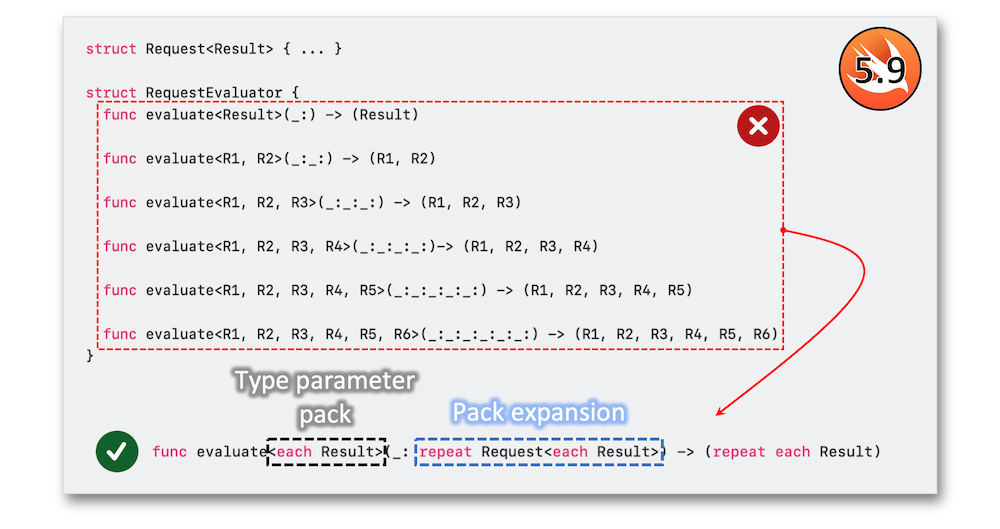 struct Request<Result> { ... }
5.9
struct RequestEvaluator {
func evaluate<Result>(_:) -> (Result)
func evaluate<R1, R2>(_:_:) -> (R1, R2)
func evaluate<R1, R2, R3>(_:_:_:) -> (R1, R2, R3)
func evaluate<R1, R2, R3, R4>(_:_:_:_:)-> (R1, R2, R3, R4)
func evaluate<R1, R2, R3, R4, R5>(_:_:_:_:_:) -> (R1, R2, R3, R4, R5)
func evaluate<R1, R2, R3, R4, R5, R6>(_:_:_:_:_:_:) -> (R1, R2, R3, R4, R5, R6)
}
Type parameter
pack
Pack expansion
func evaluate<each Result>(_: repeat Request<each Result>) -> (repeat each Result)